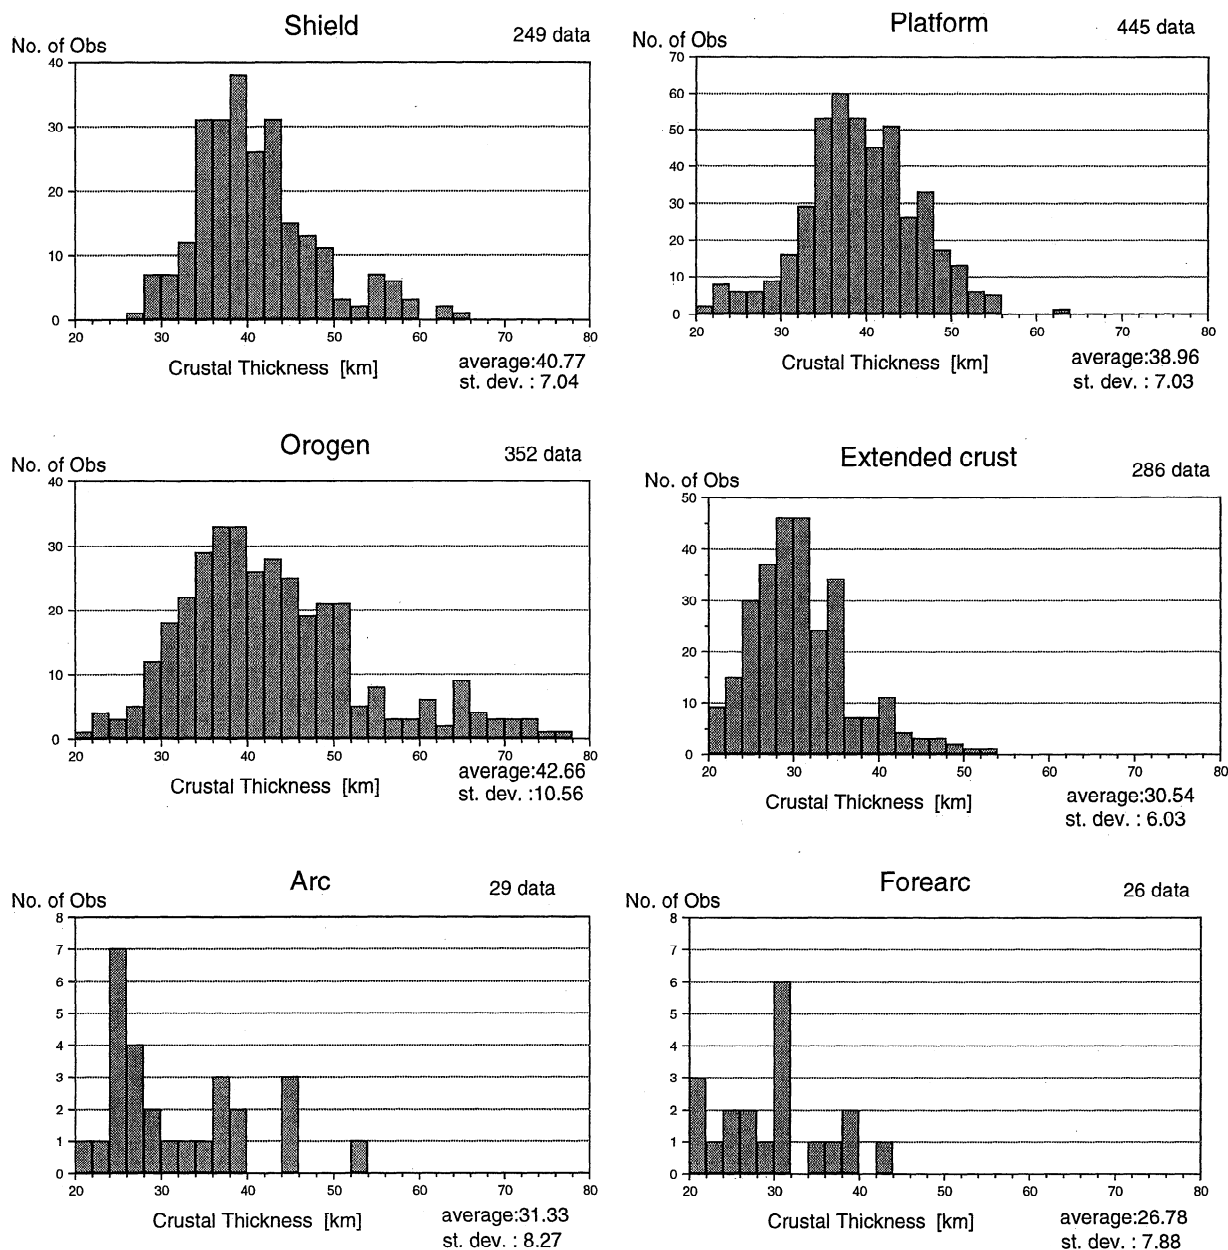 Shield
249 data
No. of Obs
40
30
20
10
0
20 30 40 50 60 70 80
Crustal Thickness [km]
average:40.77
st. dev. : 7.04
Platform
445 data
No. of Obs
70
60
50
40
30
20
10
0
20 30 40 50 60 70 80
Crustal Thickness [km]
average:38.96
st. dev. : 7.03
Orogen
352 data
No. of Obs
40
30
20
10
0
20 30 40 50 60 70 80
Crustal Thickness [km]
average:42.66
st. dev. :10.56
Extended crust
286 data
No. of Obs
50
40
30
20
10
0
20 30 40 50 60 70 80
Crustal Thickness [km]
average:30.54
st. dev. : 6.03
Arc
29 data
No. of Obs
8
7
6
5
4
3
2
1
0
20 30 40 50 60 70 80
Crustal Thickness [km]
average:31.33
st. dev. : 8.27
Forearc
26 data
No. of Obs
8
7
6
5
4
3
2
1
0
20 30 40 50 60 70 80
Crustal Thickness [km]
average:26.78
st. dev. : 7.88